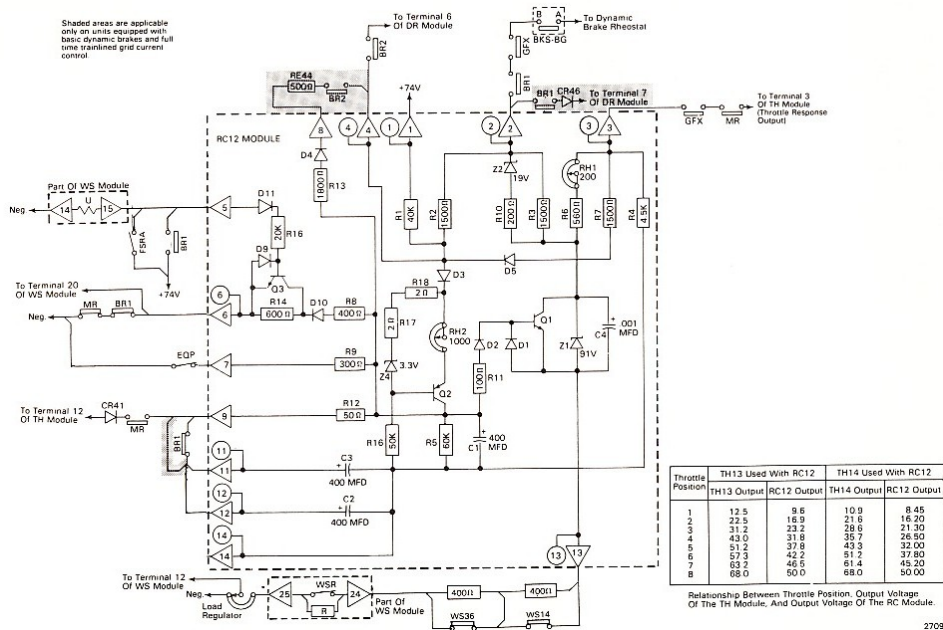 Shaded areas are applicable
only on units equipped with
basic dynamic brakes and full
time trainlined grid current
control.
To Terminal 6
Of DR Module
BR2
B A
BKS-BG
To Dynamic
Brake Rheostat
GFX
BR1
RE44
500Ω
BR2
+74V
BR1
CR46
To Terminal 7
Of DR Module
To Terminal 3
Of TH Module
(Throttle Response
Output)
GFX
MR
RC12 MODULE
8
4
4
1
1
2
2
3
3
D4
R13
1800Ω
Z2
19V
RH1
200
R1
40K
R2
1500Ω
R10
200Ω
R3
1500Ω
R6
560Ω
R7
1500Ω
R4
4.5K
Part Of WS Module
Neg.
14
U
15
5
D11
R16
20K
FSRA
BR1
+74V
D9
Q3
D5
D3
R18
2Ω
To Terminal 20
Of WS Module
Neg.
MR
BR1
6
6
R14
600Ω
D10
R8
400Ω
R17
2Ω
RH2
1000
D2
D1
Q1
C4
.001
MFD
Z1
91V
EQP
7
R9
300Ω
Z4
3.3V
R11
100Ω
Q2
To Terminal 12
Of TH Module
CR41
MR
9
R12
50Ω
BR1
R16
50K
R5
60K
C1
+
400
MFD
11
11
C3
+
400 MFD
12
12
C2
+
400 MFD
14
14
13
13
To Terminal 12
Of WS Module
Neg.
Load
Regulator
25
WSR
R
24
Part Of
WS Module
400Ω
400Ω
WS36
WS14
Throttle
Position
TH13 Used With RC12
TH14 Used With RC12
TH13 Output RC12 Output TH14 Output RC12 Output
1 12.5 9.6 10.9 8.45
2 22.5 16.9 21.6 16.20
3 31.2 23.2 28.6 21.30
4 43.0 31.8 35.7 26.50
5 51.2 37.8 43.3 32.00
6 57.3 42.2 51.2 37.80
7 63.2 46.5 61.4 45.20
8 68.0 50.0 68.0 50.00
Relationship Between Throttle Position, Output Voltage
Of The TH Module, And Output Voltage Of The RC Module.
2709